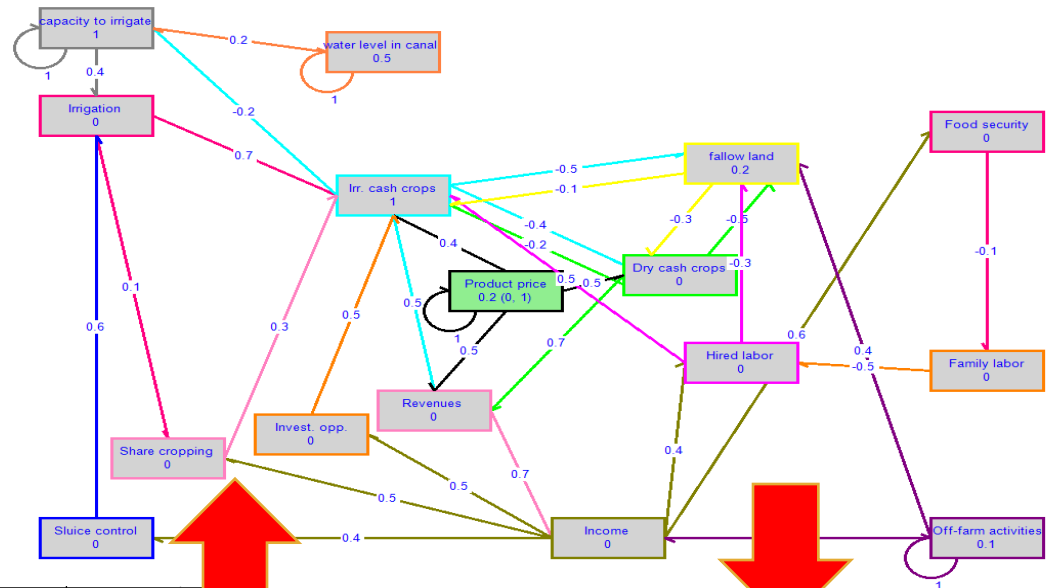 capacity to irrigate
1
0.2
water level in canal
0.5
1
0.4
1
Irrigation
0
-0.2
Food security
0
0.7
fallow land
0.2
-0.5
-0.1
Irr. cash crops
1
-0.3
-0.5
-0.4
-0.2
0.4
-0.1
Dry cash crops
0
-0.3
Product price
0.2 (0, 1)
0.5
0.5
0.1
0.5
0.3
0.5
0.6
1
0.5
0.7
0.6
0.4
Hired labor
0
-0.5
Family labor
0
Revenues
0
Invest. opp.
0
Share cropping
0
0.4
0.7
0.5
0.5
Sluice control
0
0.4
Income
0
Off-farm activities
0.1
1